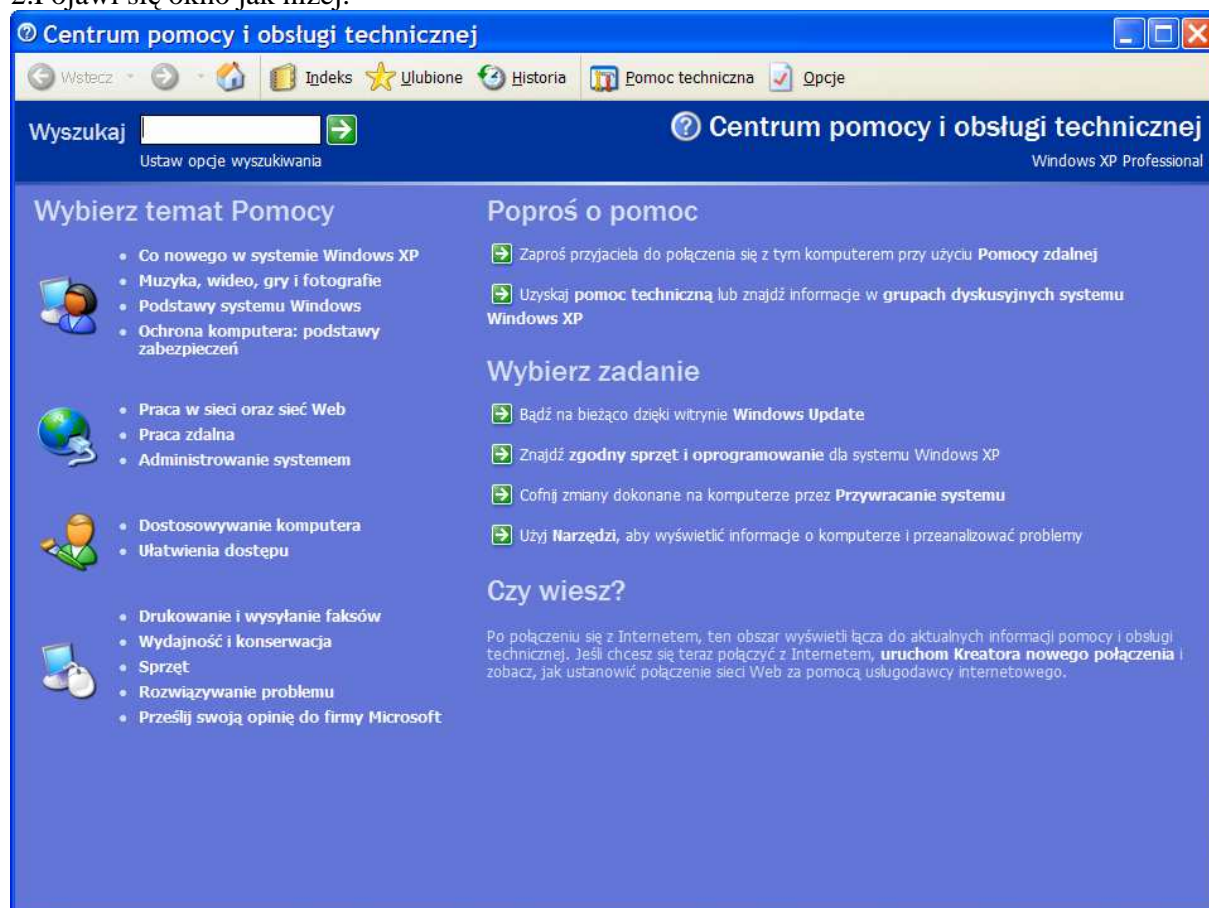 2.Pojawi się okno jak niżej:
Centrum pomocy i obsługi technicznej
Wstecz Indeks Ulubione Historia Pomoc techniczna Opcje
Wyszukaj
Ustaw opcje wyszukiwania
Centrum pomocy i obsługi technicznej
Windows XP Professional
Wybierz temat Pomocy
Co nowego w systemie Windows XP
Muzyka, wideo, gry i fotografie
Podstawy systemu Windows
Ochrona komputera: podstawy
zabezpieczeń
Praca w sieci oraz sieć Web
Praca zdalna
Administrowanie systemem
Dostosowywanie komputera
Ułatwienia dostępu
Drukowanie i wysyłanie faksów
Wydajność i konserwacja
Sprzęt
Rozwiązywanie problemu
Prześlij swoją opinię do firmy Microsoft
Poproś o pomoc
Zaproś przyjaciela do połączenia się z tym komputerem przy użyciu Pomocy zdalnej
Uzyskaj pomoc techniczną lub znajdź informacje w grupach dyskusyjnych systemu
Windows XP
Wybierz zadanie
Bądź na bieżąco dzięki witrynie Windows Update
Znajdź zgodny sprzęt i oprogramowanie dla systemu Windows XP
Cofnij zmiany dokonane na komputerze przez Przywracanie systemu
Użyj Narzędzi, aby wyświetlić informacje o komputerze i przeanalizować problemy
Czy wiesz?
Po połączeniu się z Internetem, ten obszar wyświetli łącza do aktualnych informacji pomocy i obsługi
technicznej. Jeśli chcesz się teraz połączyć z Internetem, uruchom Kreatora nowego połączenia i
zobacz, jak ustanowić połączenie sieci Web za pomocą usługodawcy internetowego.